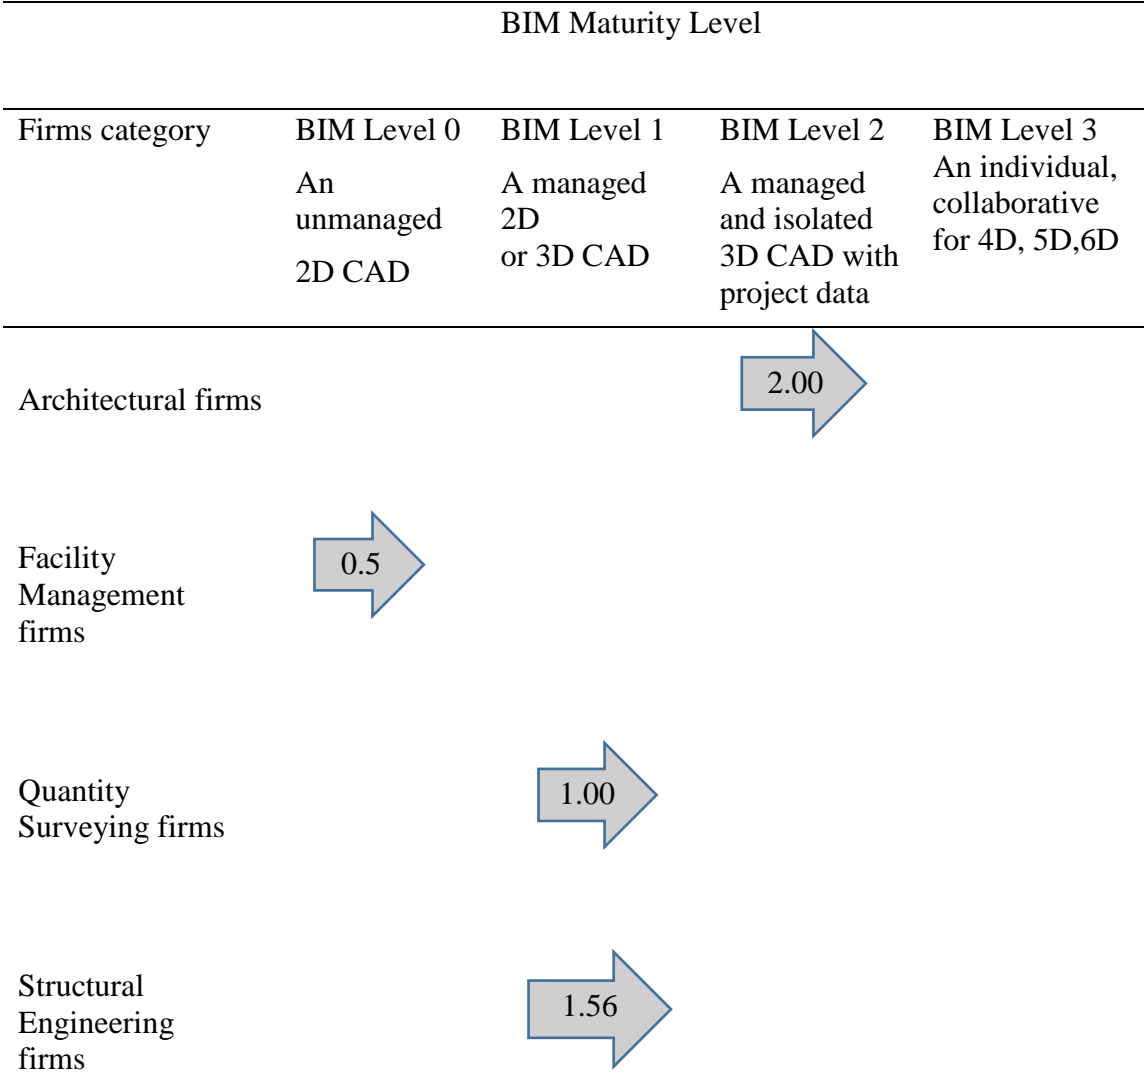 BIM Maturity Level
Firms category
BIM Level 0
An
unmanaged
2D CAD
BIM Level 1
A managed
2D
or 3D CAD
BIM Level 2
A managed
and isolated
3D CAD with
project data
BIM Level 3
An individual,
collaborative
for 4D, 5D,6D
Architectural firms
2.00
Facility
Management
firms
0.5
Quantity
Surveying firms
1.00
Structural
Engineering
firms
1.56